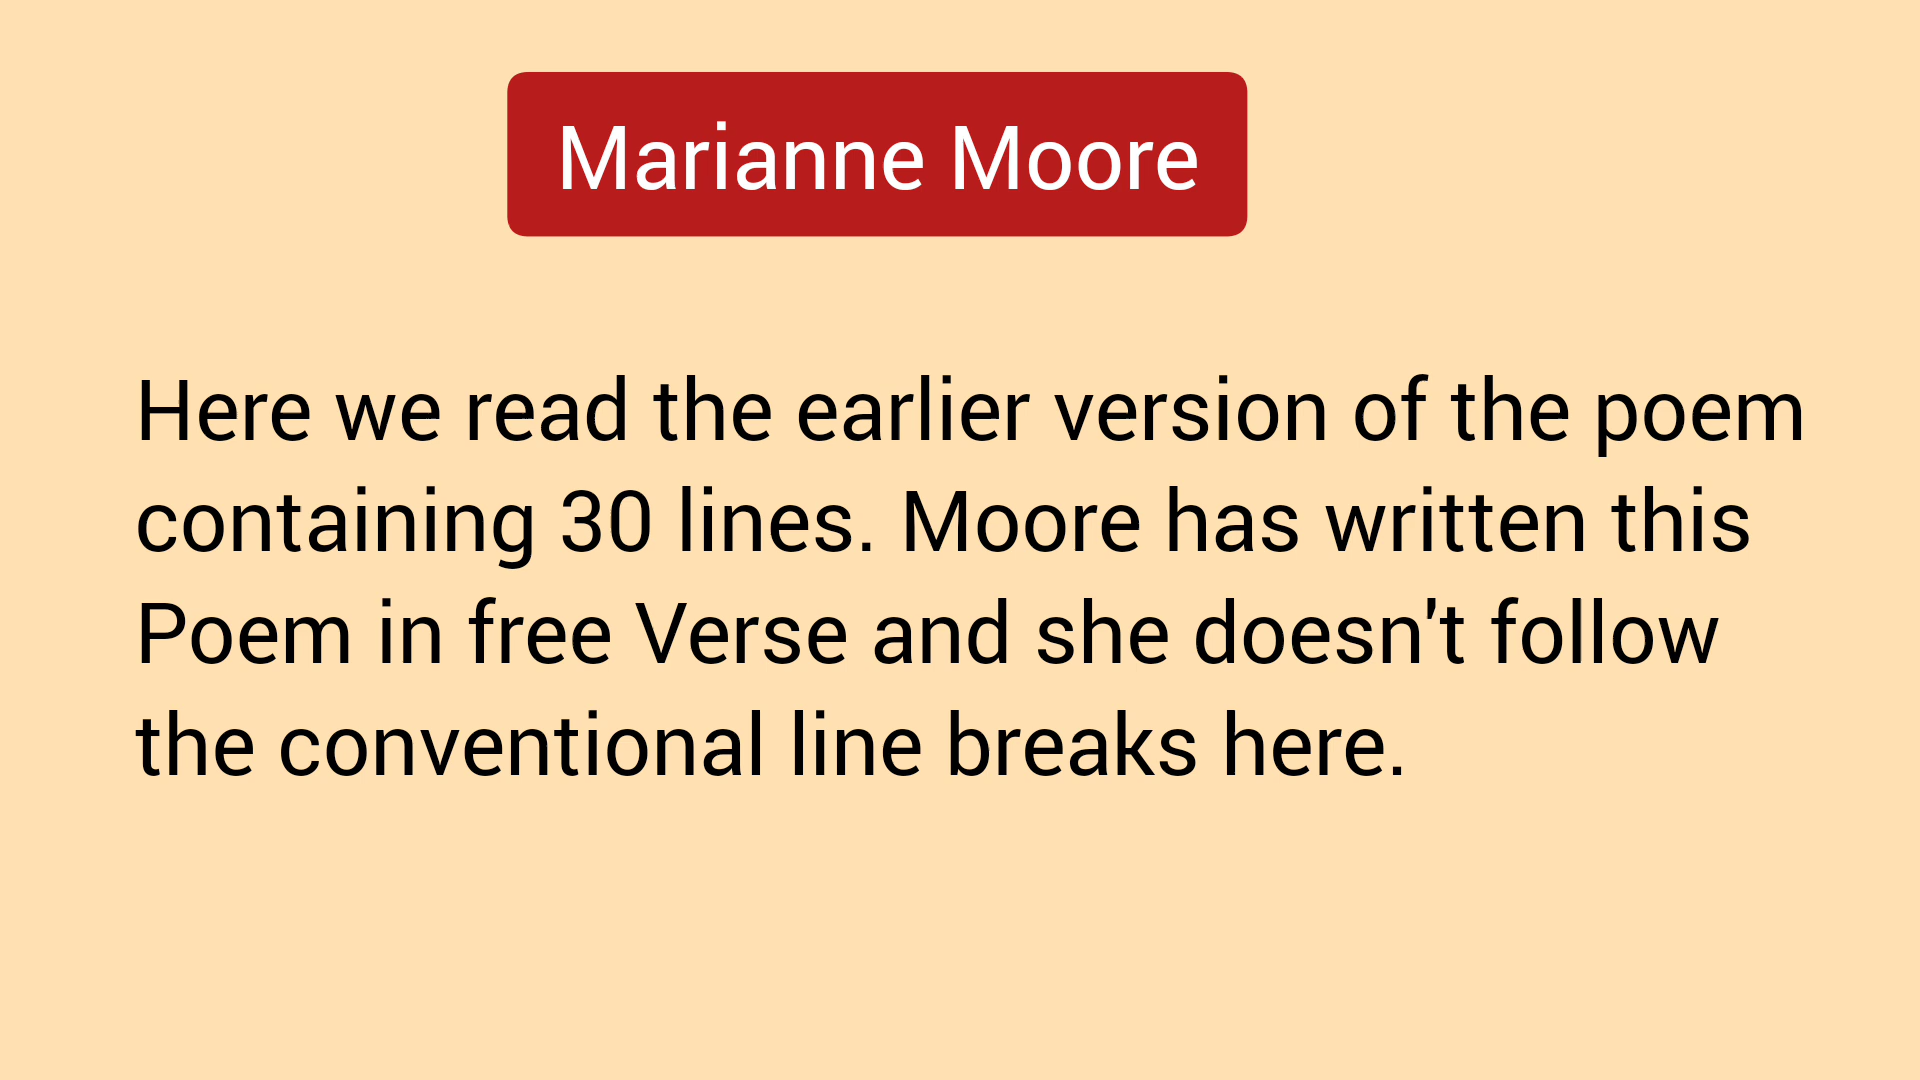 Marianne Moore
Here we read the earlier version of the poem
containing 30 lines. Moore has written this
Poem in free Verse and she doesn't follow
the conventional line breaks here.